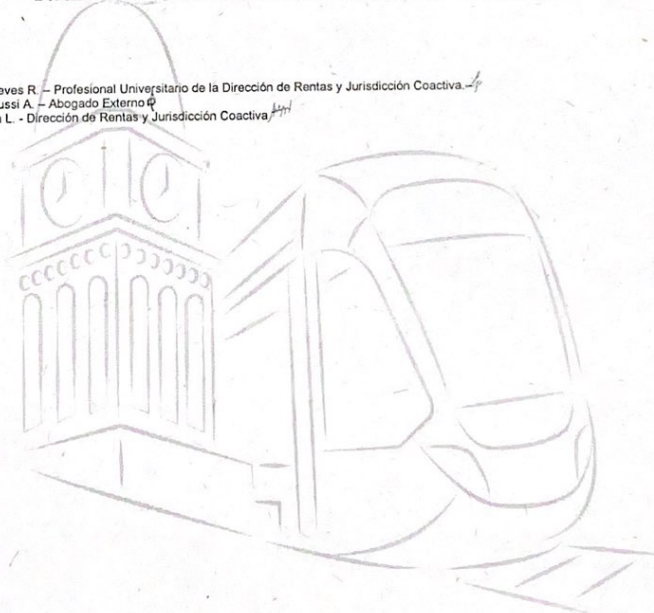 eves R. – Profesional Universitario de la Dirección de Rentas y Jurisdicción Coactiva.
ussi A. – Abogado Externo
L. - Dirección de Rentas y Jurisdicción Coactiva